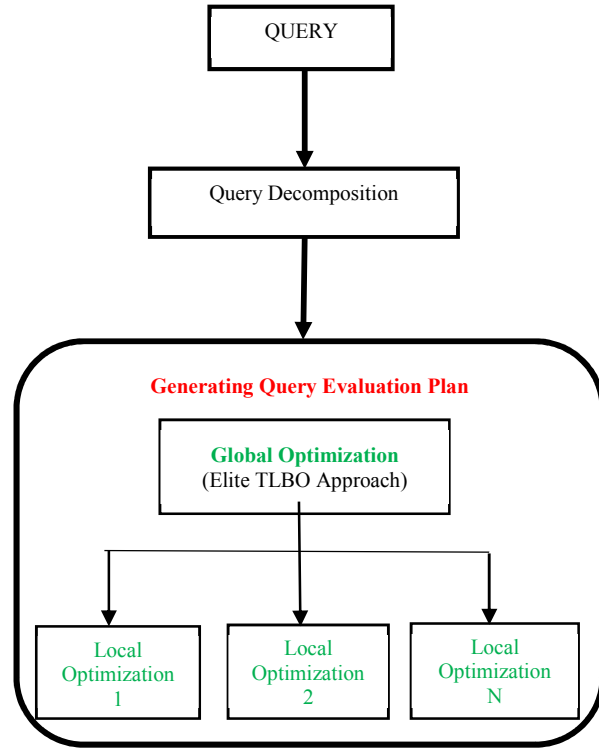 QUERY
Query Decomposition
Generating Query Evaluation Plan
Global Optimization
(Elite TLBO Approach)
Local
Optimization
1
Local
Optimization
2
Local
Optimization
N